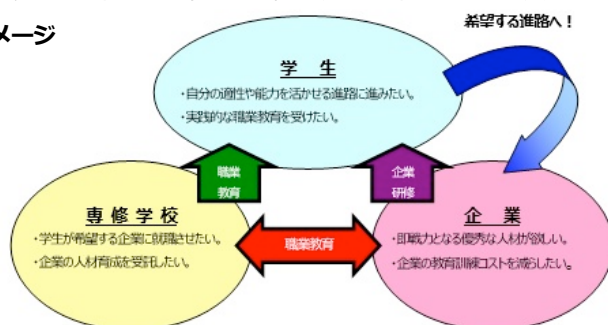 メージ
希望する進路へ！
学 生
・自分の適性や能力を活かせる進路に進みたい。
・実践的な職業教育を受けたい。
職業
教育
企業
研修
専修学校
・学生が希望する企業に就職させたい。
・企業の人材育成を受託したい。
職業教育
企 業
・即戦力となる優秀な人材が欲しい。
・企業の教育訓練コストを減らしたい。